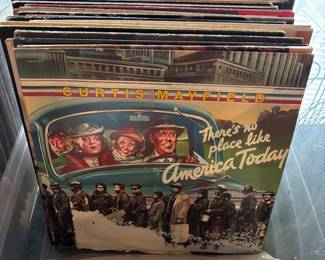 CURTIS MAYFIELD
There's no
place like
America Today